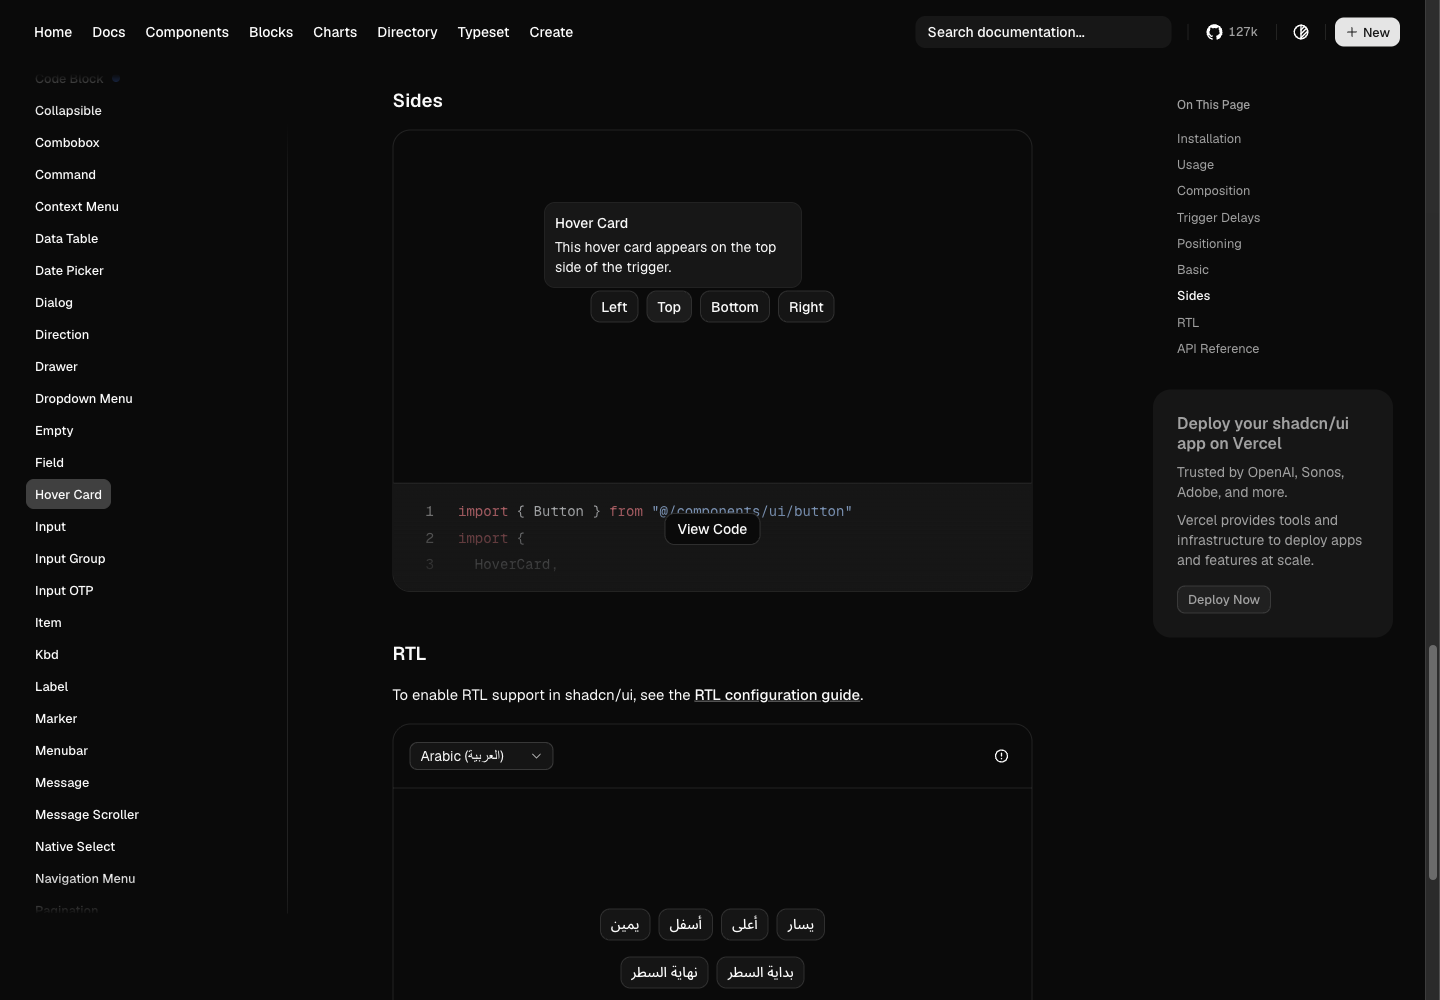 Home
Docs
Components
Blocks
Charts
Directory
Typeset
Create
Search documentation...
127k
New
Code Block
Collapsible
Combobox
Command
Context Menu
Data Table
Date Picker
Dialog
Direction
Drawer
Dropdown Menu
Empty
Field
Hover Card
Input
Input Group
Input OTP
Item
Kbd
Label
Marker
Menubar
Message
Message Scroller
Native Select
Navigation Menu
Pagination
Sides
Hover Card
This hover card appears on the top
side of the trigger.
Left
Top
Bottom
Right
1 import { Button } from "@/components/ui/button"
View Code
2 import {
3 HoverCard,
RTL
To enable RTL support in shadcn/ui, see the RTL configuration guide.
Arabic (العربية)
يسار
أعلى
أسفل
يمين
بداية السطر
نهاية السطر
On This Page
Installation
Usage
Composition
Trigger Delays
Positioning
Basic
Sides
RTL
API Reference
Deploy your shadcn/ui
app on Vercel
Trusted by OpenAI, Sonos,
Adobe, and more.
Vercel provides tools and
infrastructure to deploy apps
and features at scale.
Deploy Now